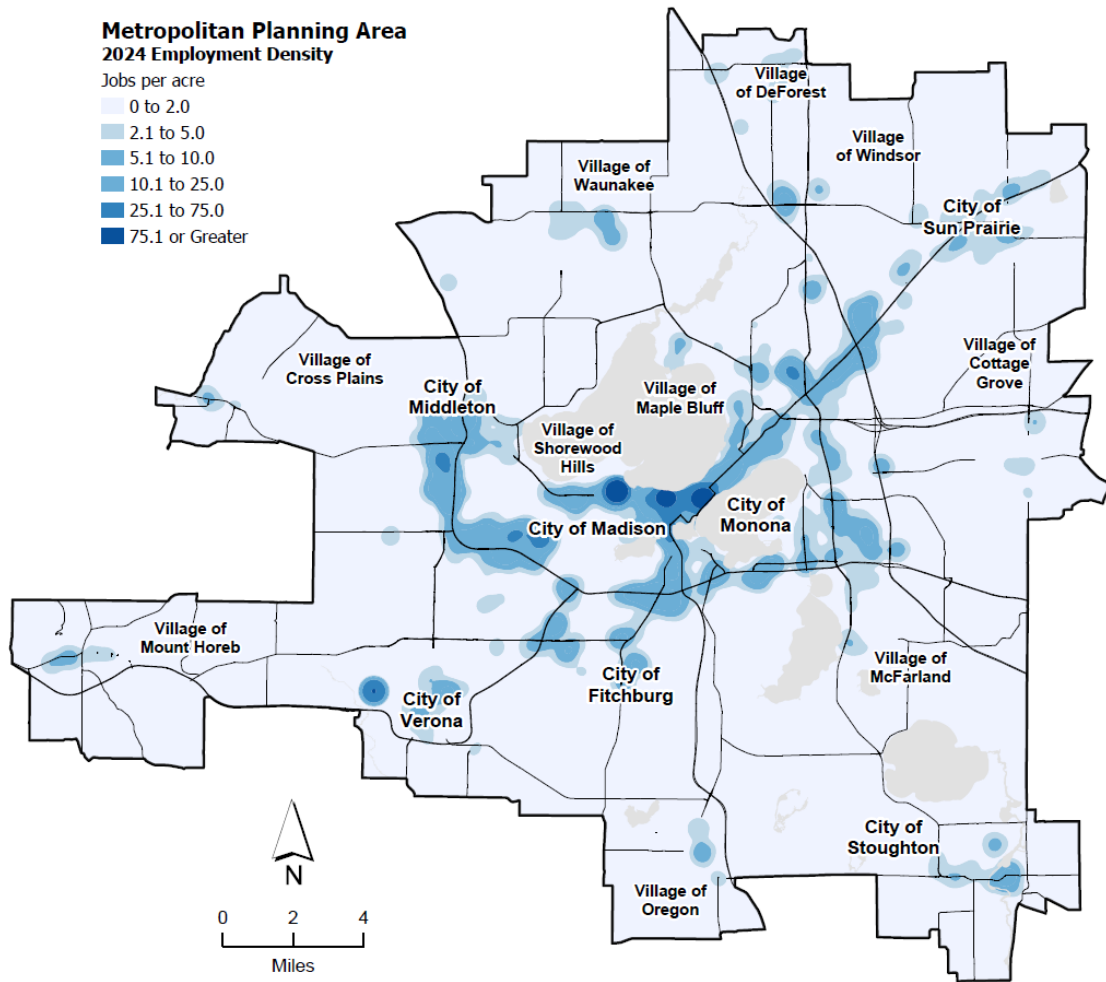 Metropolitan Planning Area
2024 Employment Density
Jobs per acre
0 to 2.0
2.1 to 5.0
5.1 to 10.0
10.1 to 25.0
25.1 to 75.0
75.1 or Greater
Village
of DeForest
Village
of Windsor
Village of
Waunakee
City of
Sun Prairie
Village of
Cross Plains
City of
Middleton
Village of
Maple Bluff
Village of
Cottage
Grove
Village of
Shorewood
Hills
City of Madison
City of
Monona
Village of
Mount Horeb
City of
Verona
City of
Fitchburg
Village of
McFarland
City of
Stoughton
Village of
Oregon
N
0 2 4
Miles